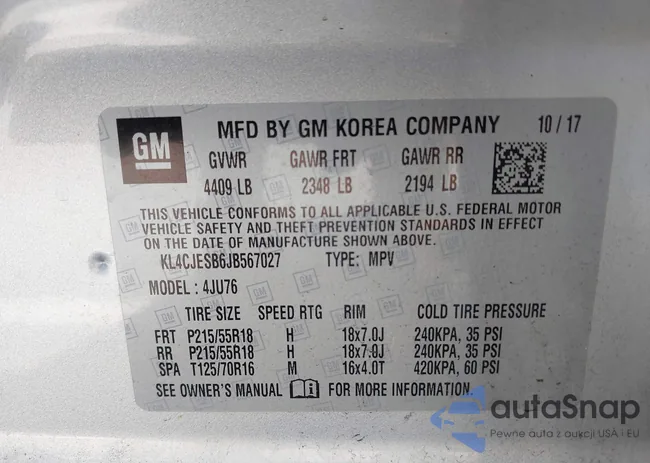 GM
MFD BY GM KOREA COMPANY 10/17
GVWR GAWR FRT GAWR RR
4409 LB 2348 LB 2194 LB
THIS VEHICLE CONFORMS TO ALL APPLICABLE U.S. FEDERAL MOTOR
VEHICLE SAFETY AND THEFT PREVENTION STANDARDS IN EFFECT
ON THE DATE OF MANUFACTURE SHOWN ABOVE.
KL4CJESB6JB567027 TYPE: MPV
MODEL : 4JU76
TIRE SIZE SPEED RTG RIM COLD TIRE PRESSURE
FRT P215/55R18 H 18x7.0J 240KPA, 35 PSI
RR P215/55R18 H 18x7.0J 240KPA, 35 PSI
SPA T125/70R16 M 16x4.0T 420KPA, 60 PSI
SEE OWNER'S MANUAL FOR MORE INFORMATION
autaSnap
Pewne auta z aukcji USA i EU